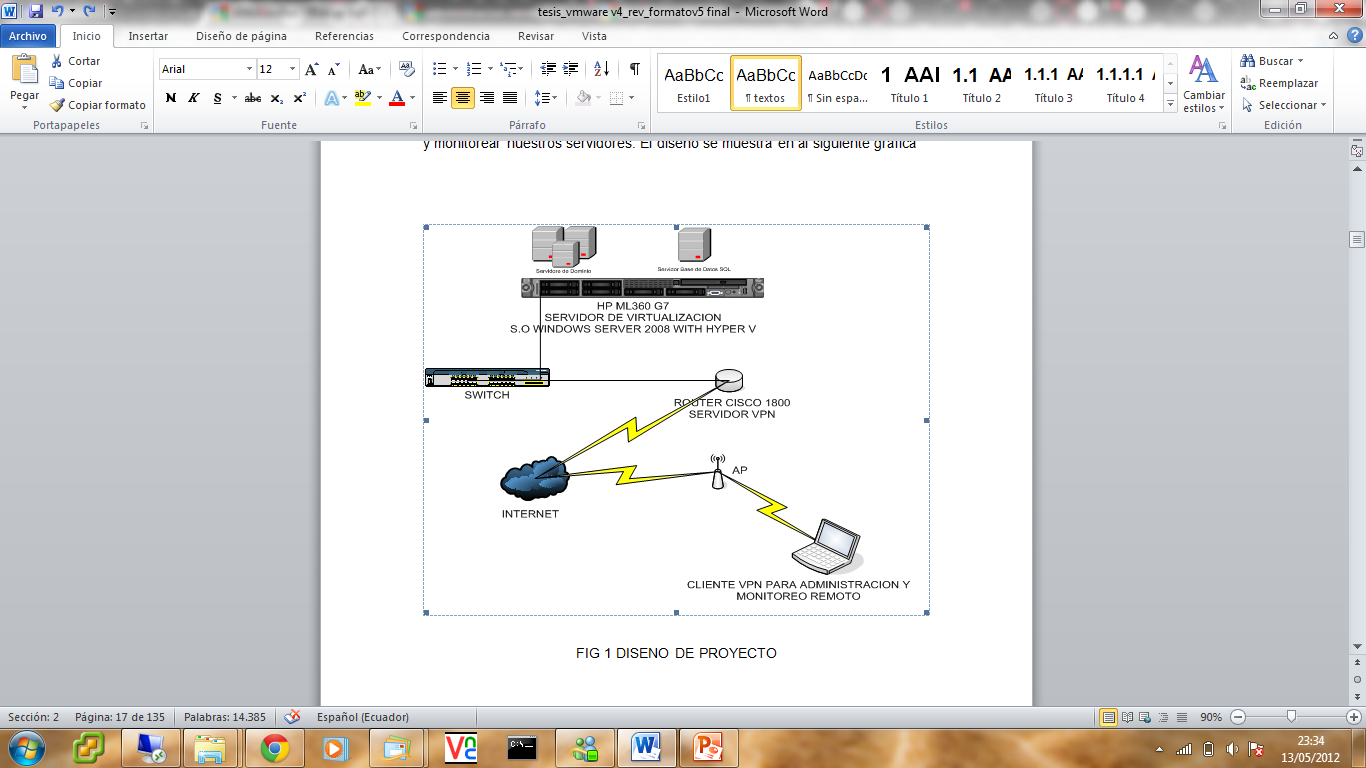 tesis_vmware v4_rev_formatov5 final - Microsoft Word
Archivo Inicio Insertar Diseño de página Referencias Correspondencia Revisar Vista
Pegar
Cortar
Copiar
Copiar formato
Portapapeles
Arial 12
N K S abc x₂ x²
Fuente
Párrafo
AaBbCc AaBbCc AaBbCcDc 1 AAI 1.1 AA 1.1.1 AA 1.1.1.1 A
Estilo1 ¶ textos ¶ Sin espa... Título 1 Título 2 Título 3 Título 4
Cambiar
estilos
Estilos
Buscar
Reemplazar
Seleccionar
Edición
y monitorear nuestros servidores. El diseño se muestra en al siguiente grafica
Servidores de Dominio
Servidor Base de Datos SQL
HP ML360 G7
SERVIDOR DE VIRTUALIZACION
S.O WINDOWS SERVER 2008 WITH HYPER V
SWITCH
ROUTER CISCO 1800
SERVIDOR VPN
AP
INTERNET
CLIENTE VPN PARA ADMINISTRACION Y
MONITOREO REMOTO
FIG 1 DISENO DE PROYECTO
Sección: 2 Página: 17 de 135 Palabras: 14.385 Español (Ecuador) 90%
23:34
13/05/2012